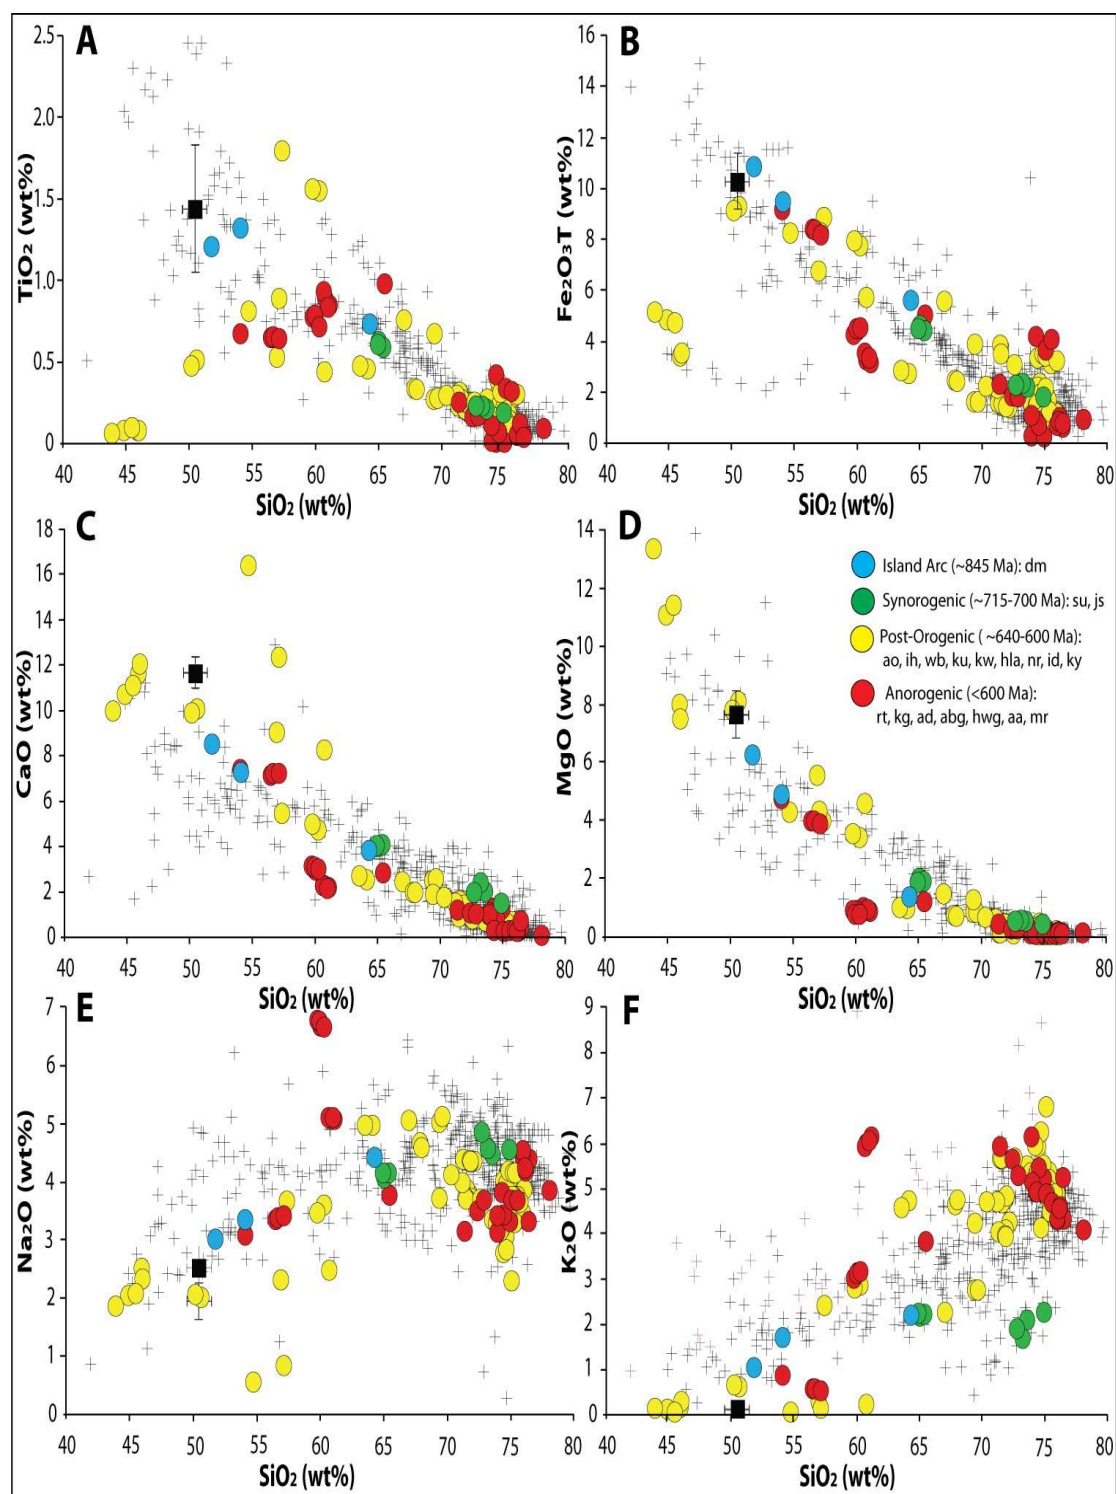 A
TiO₂ (wt%)
2.5
2.0
1.5
1.0
0.5
0
40 45 50 55 60 65 70 75 80
SiO₂ (wt%)
B
Fe₂O₃T (wt%)
16
14
12
10
8
6
4
2
0
40 45 50 55 60 65 70 75 80
SiO₂ (wt%)
C
CaO (wt%)
18
16
14
12
10
8
6
4
2
0
40 45 50 55 60 65 70 75 80
SiO₂ (wt%)
D
MgO (wt%)
14
12
10
8
6
4
2
0
40 45 50 55 60 65 70 75 80
SiO₂ (wt%)
Island Arc (~845 Ma): dm
Synorogenic (~715-700 Ma): su, js
Post-Orogenic ( ~640-600 Ma):
ao, ih, wb, ku, kw, hla, nr, id, ky
Anorogenic (<600 Ma):
rt, kg, ad, abg, hwg, aa, mr
E
Na₂O (wt%)
7
6
5
4
3
2
1
0
40 45 50 55 60 65 70 75 80
SiO₂ (wt%)
F
K₂O (wt%)
9
8
7
6
5
4
3
2
1
0
40 45 50 55 60 65 70 75 80
SiO₂ (wt%)